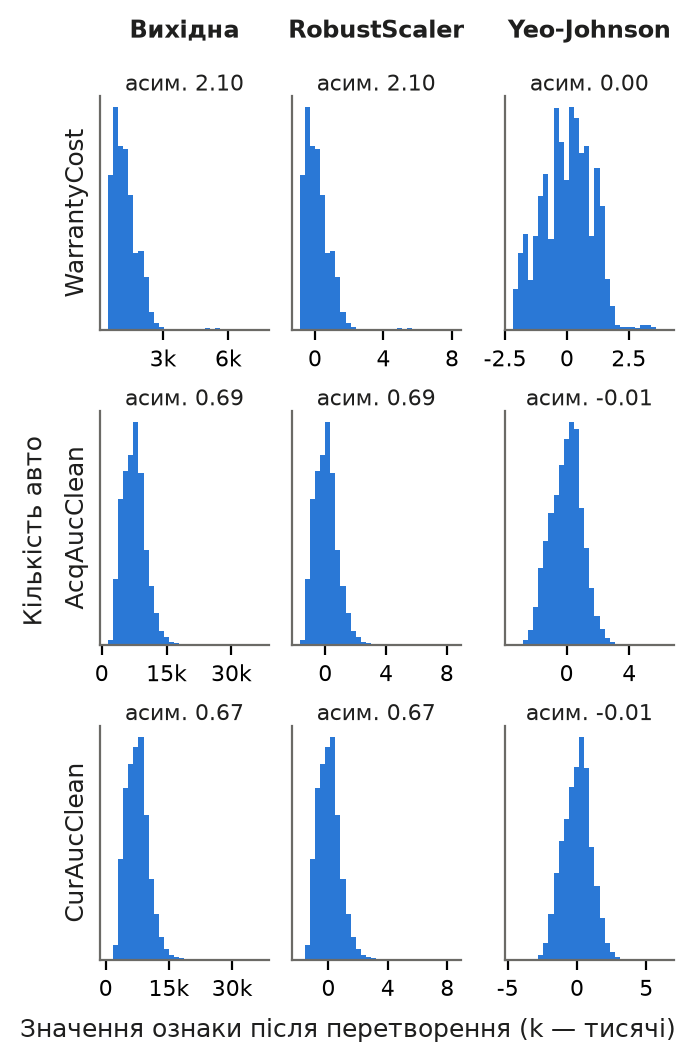 Вихідна RobustScaler Yeo-Johnson
асим. 2.10 асим. 2.10 асим. 0.00
WarrantyCost
3k 6k 0 4 8 -2.5 0 2.5
асим. 0.69 асим. 0.69 асим. -0.01
Кількість авто
AcqAucClean
0 15k 30k 0 4 8 0 4
асим. 0.67 асим. 0.67 асим. -0.01
CurAucClean
0 15k 30k 0 4 8 -5 0 5
Значення ознаки після перетворення (k — тисячі)